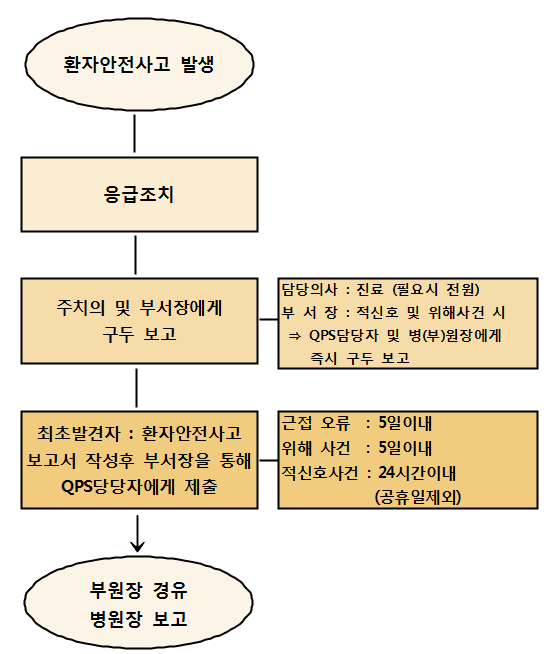 환자안전사고 발생
응급조치
주치의 및 부서장에게
구두 보고
담당의사 : 진료 (필요시 전원)
부 서 장 : 적신호 및 위해사건 시
⇒ QPS담당자 및 병(부)원장에게
즉시 구두 보고
최초발견자 : 환자안전사고
보고서 작성후 부서장을 통해
QPS당당자에게 제출
근접 오류 : 5일이내
위해 사건 : 5일이내
적신호사건 : 24시간이내
(공휴일제외)
부원장 경유
병원장 보고